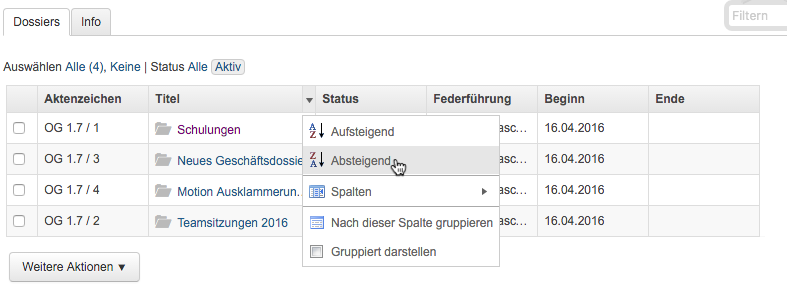 Dossiers Info Filtern
Auswählen Alle (4), Keine | Status Alle Aktiv
Aktenzeichen Titel Status Federführung Beginn Ende
OG 1.7 / 1 Schulungen Aufsteigend asc... 16.04.2016
OG 1.7 / 3 Neues Geschäftsdossie Absteigend 16.04.2016
OG 1.7 / 4 Motion Ausklammerun... Spalten 16.04.2016
OG 1.7 / 2 Teamsitzungen 2016 Nach dieser Spalte gruppieren asc... 16.04.2016
Gruppiert darstellen
Weitere Aktionen ▼